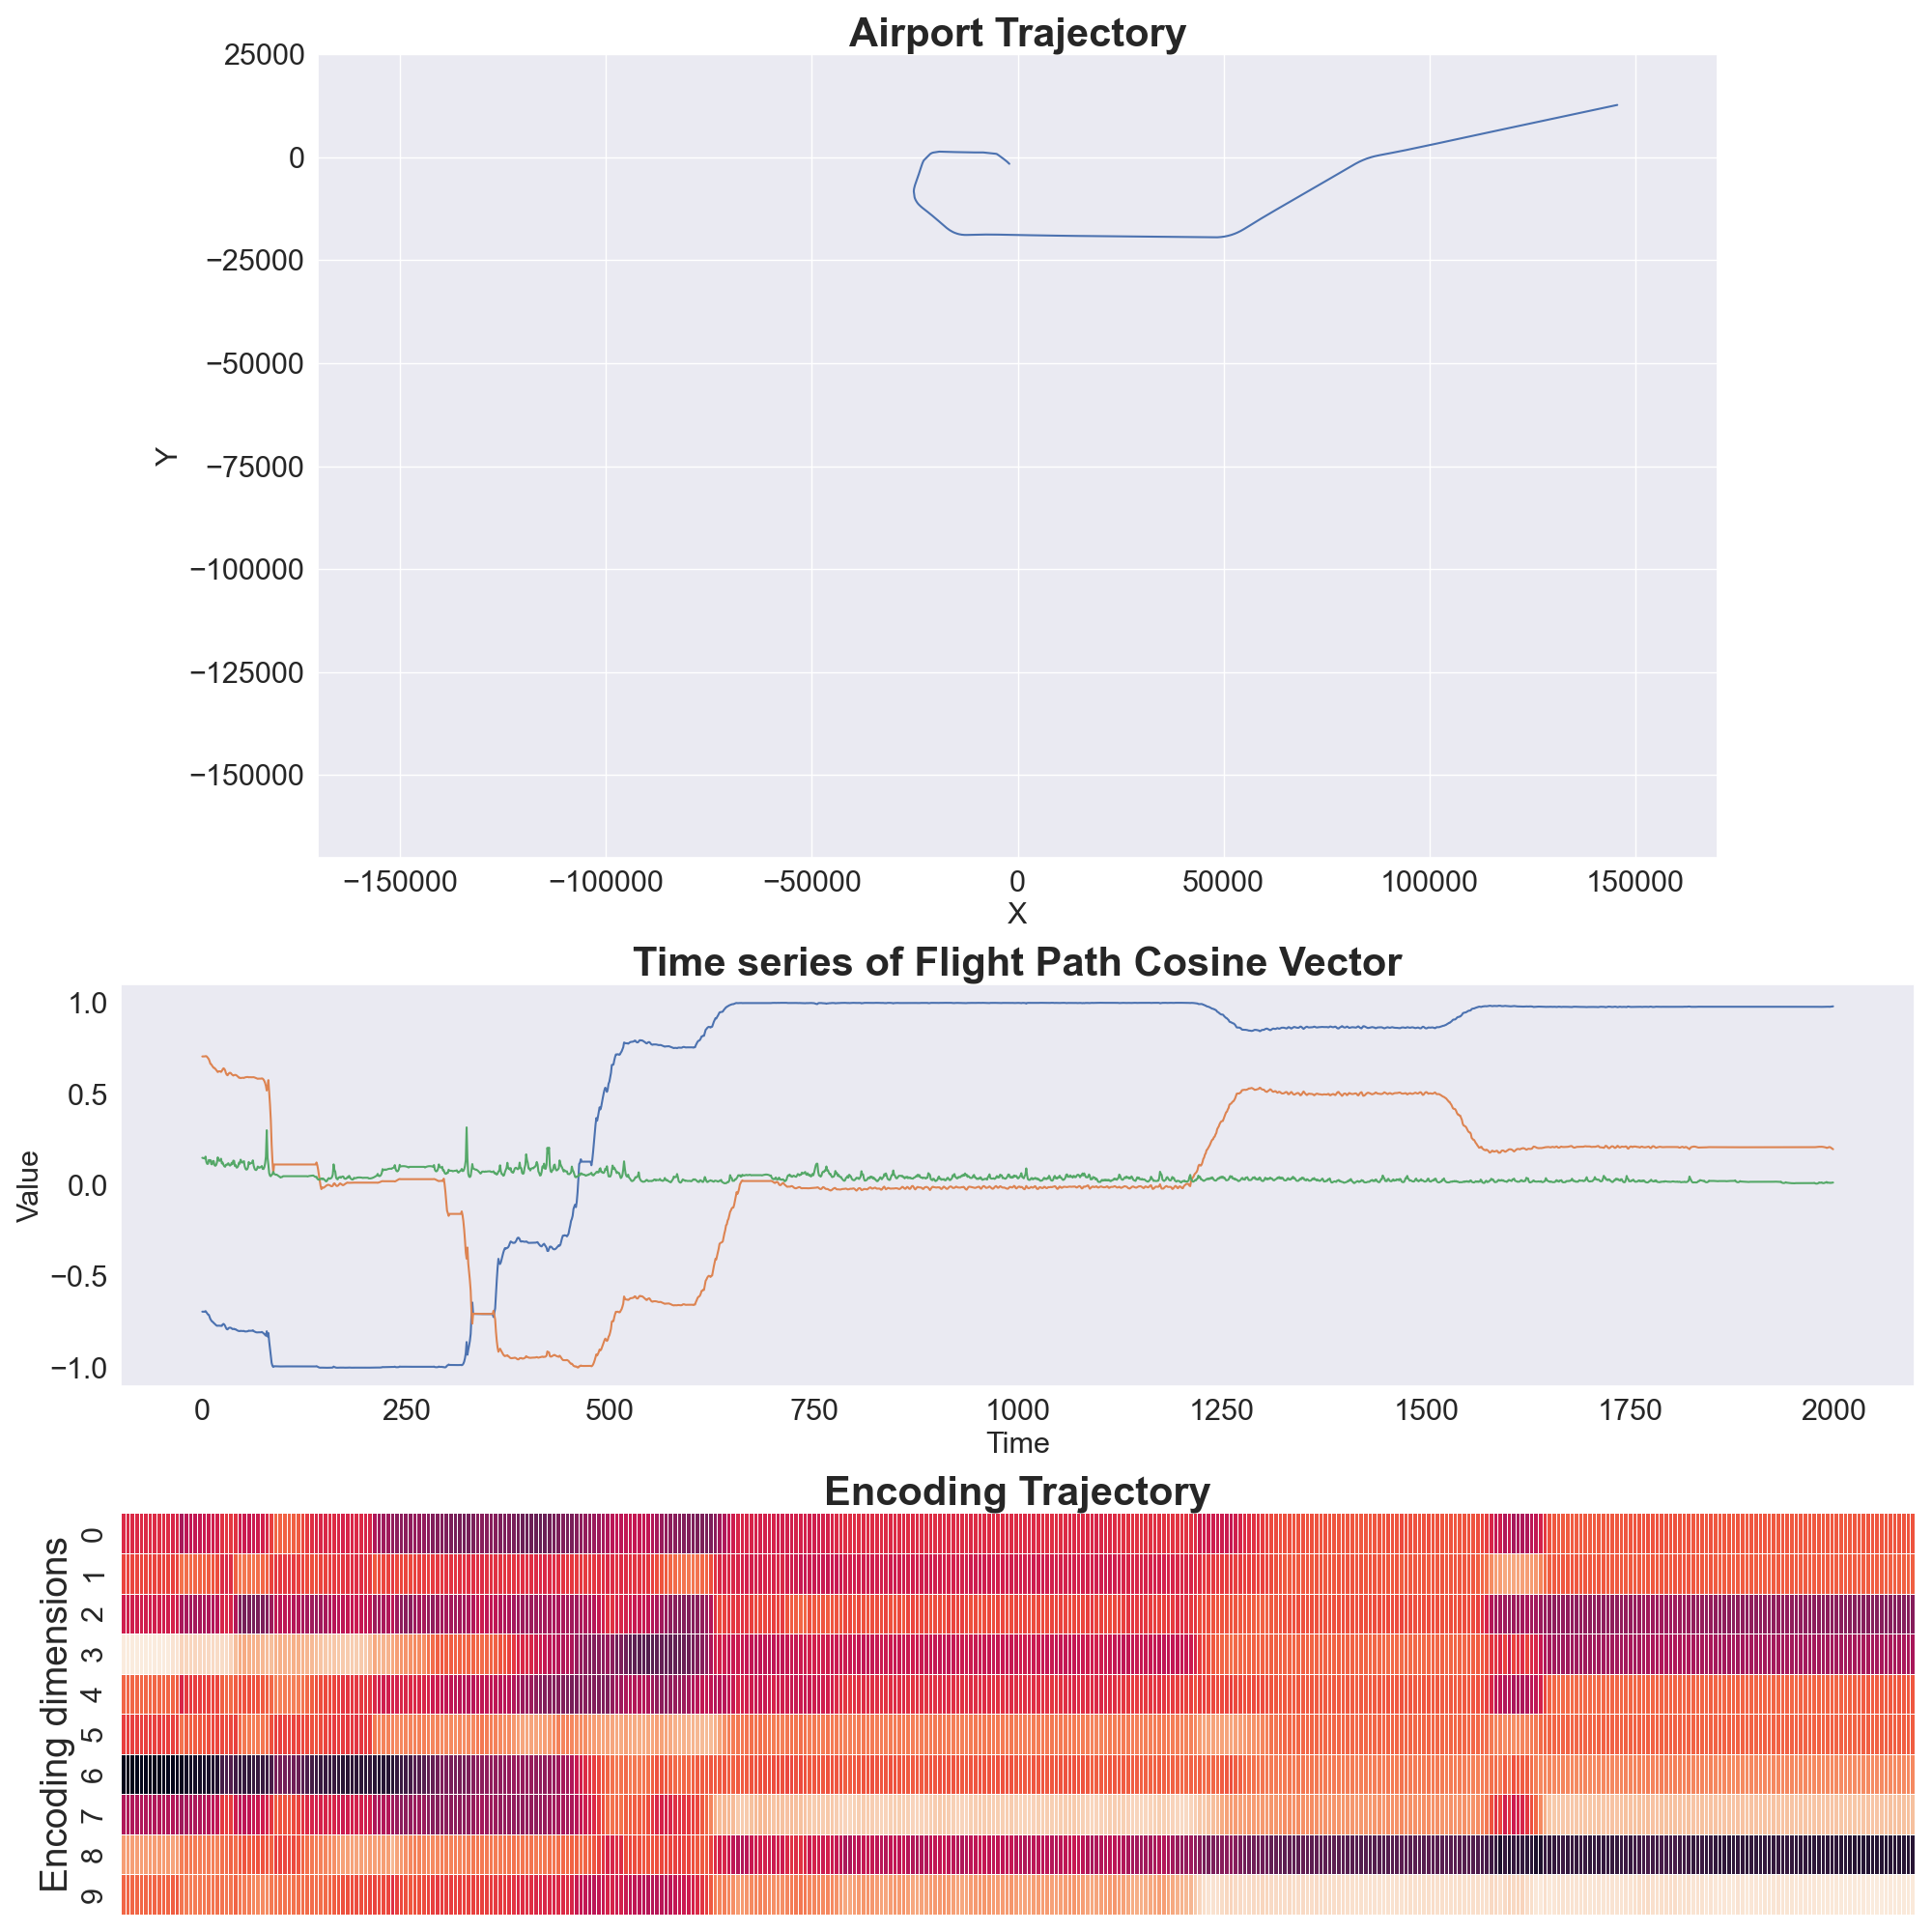 Airport Trajectory
25000
0
−25000
−50000
−75000
−100000
−125000
−150000
Y
−150000 −100000 −50000 0 50000 100000 150000
X
Time series of Flight Path Cosine Vector
1.0
0.5
0.0
−0.5
−1.0
Value
0 250 500 750 1000 1250 1500 1750 2000
Time
Encoding Trajectory
Encoding dimensions
0
1
2
3
4
5
6
7
8
9